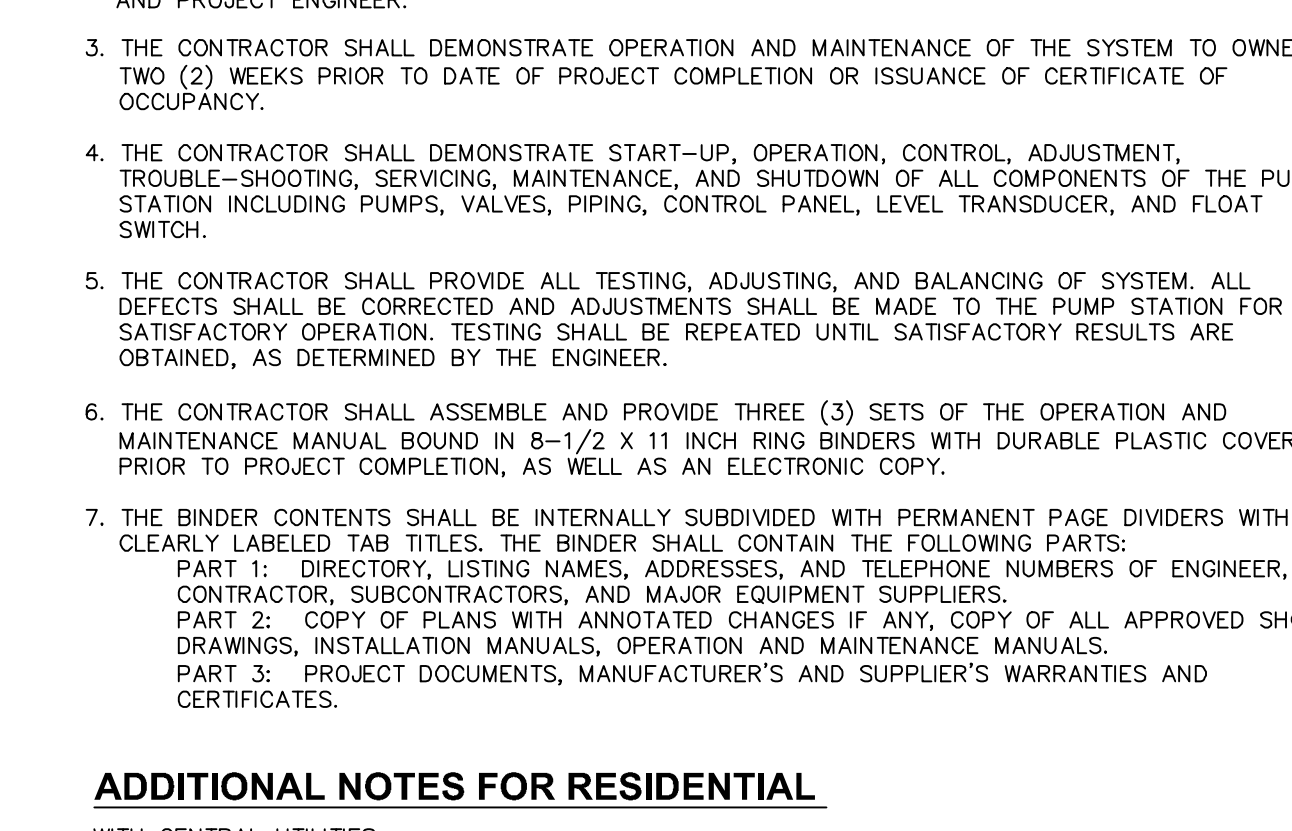 AND PROJECT ENGINEER.
3. THE CONTRACTOR SHALL DEMONSTRATE OPERATION AND MAINTENANCE OF THE SYSTEM TO OWNE
TWO (2) WEEKS PRIOR TO DATE OF PROJECT COMPLETION OR ISSUANCE OF CERTIFICATE OF
OCCUPANCY.
4. THE CONTRACTOR SHALL DEMONSTRATE START-UP, OPERATION, CONTROL, ADJUSTMENT,
TROUBLE-SHOOTING, SERVICING, MAINTENANCE, AND SHUTDOWN OF ALL COMPONENTS OF THE PU
STATION INCLUDING PUMPS, VALVES, PIPING, CONTROL PANEL, LEVEL TRANSDUCER, AND FLOAT
SWITCH.
5. THE CONTRACTOR SHALL PROVIDE ALL TESTING, ADJUSTING, AND BALANCING OF SYSTEM. ALL
DEFECTS SHALL BE CORRECTED AND ADJUSTMENTS SHALL BE MADE TO THE PUMP STATION FOR
SATISFACTORY OPERATION. TESTING SHALL BE REPEATED UNTIL SATISFACTORY RESULTS ARE
OBTAINED, AS DETERMINED BY THE ENGINEER.
6. THE CONTRACTOR SHALL ASSEMBLE AND PROVIDE THREE (3) SETS OF THE OPERATION AND
MAINTENANCE MANUAL BOUND IN 8-1/2 X 11 INCH RING BINDERS WITH DURABLE PLASTIC COVER
PRIOR TO PROJECT COMPLETION, AS WELL AS AN ELECTRONIC COPY.
7. THE BINDER CONTENTS SHALL BE INTERNALLY SUBDIVIDED WITH PERMANENT PAGE DIVIDERS WITH
CLEARLY LABELED TAB TITLES. THE BINDER SHALL CONTAIN THE FOLLOWING PARTS:
PART 1: DIRECTORY, LISTING NAMES, ADDRESSES, AND TELEPHONE NUMBERS OF ENGINEER,
CONTRACTOR, SUBCONTRACTORS, AND MAJOR EQUIPMENT SUPPLIERS.
PART 2: COPY OF PLANS WITH ANNOTATED CHANGES IF ANY, COPY OF ALL APPROVED SHO
DRAWINGS, INSTALLATION MANUALS, OPERATION AND MAINTENANCE MANUALS.
PART 3: PROJECT DOCUMENTS, MANUFACTURER'S AND SUPPLIER'S WARRANTIES AND
CERTIFICATES.
ADDITIONAL NOTES FOR RESIDENTIAL
WITH CENTRAL UTILITIES